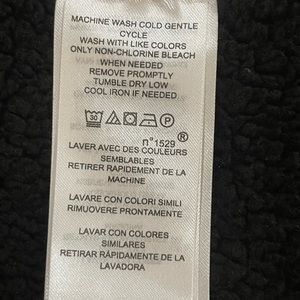 MACHINE WASH COLD GENTLE
CYCLE
WASH WITH LIKE COLORS
ONLY NON-CHLORINE BLEACH
WHEN NEEDED
REMOVE PROMPTLY
TUMBLE DRY LOW
COOL IRON IF NEEDED.
30 P
n°1529 ®
LAVER AVEC DES COULEURS
SEMBLABLES
RETIRER RAPIDEMENT DE LA
MACHINE
LAVARE CON COLORI SIMILI
RIMUOVERE PRONTAMENTE
LAVAR CON COLORES
SIMILARES
RETIRAR RÁPIDAMENTE DE LA
LAVADORA